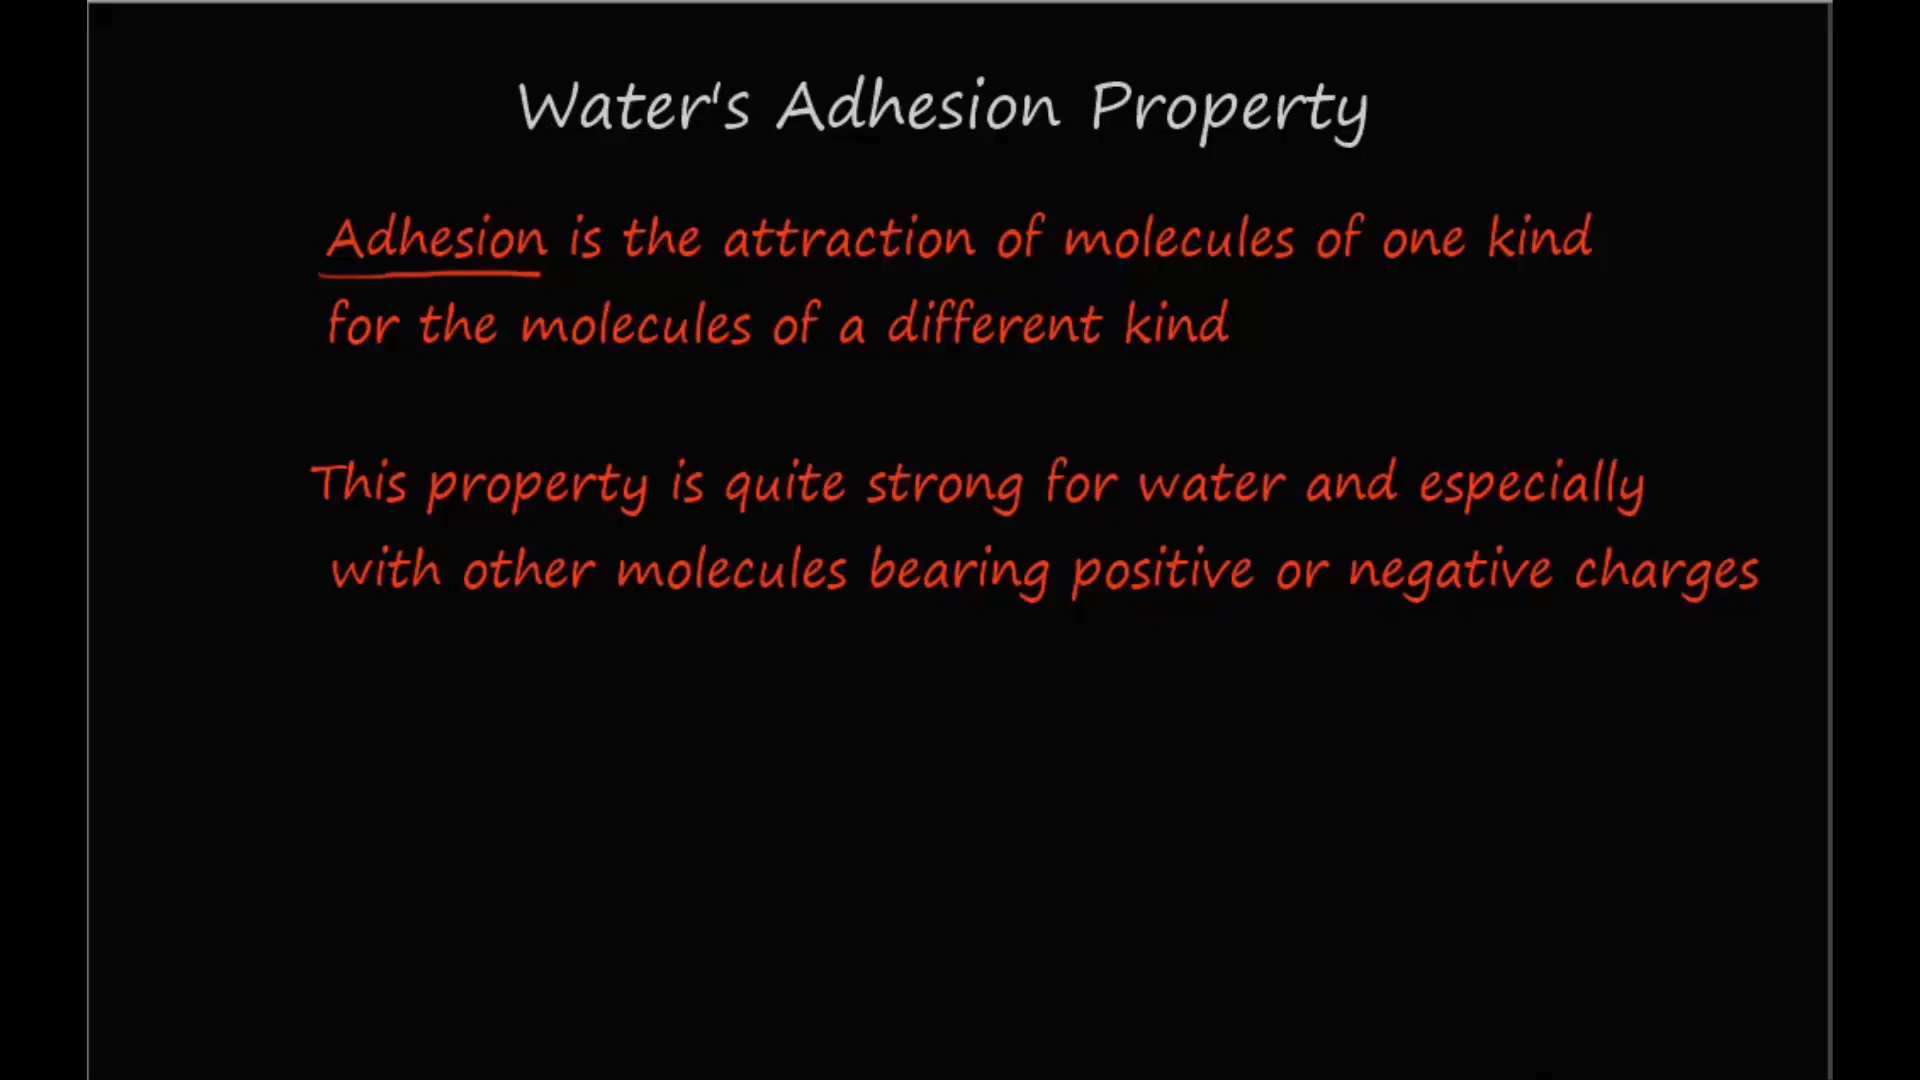 Water's Adhesion Property
Adhesion is the attraction of molecules of one kind
for the molecules of a different kind
This property is quite strong for water and especially
with other molecules bearing positive or negative charges